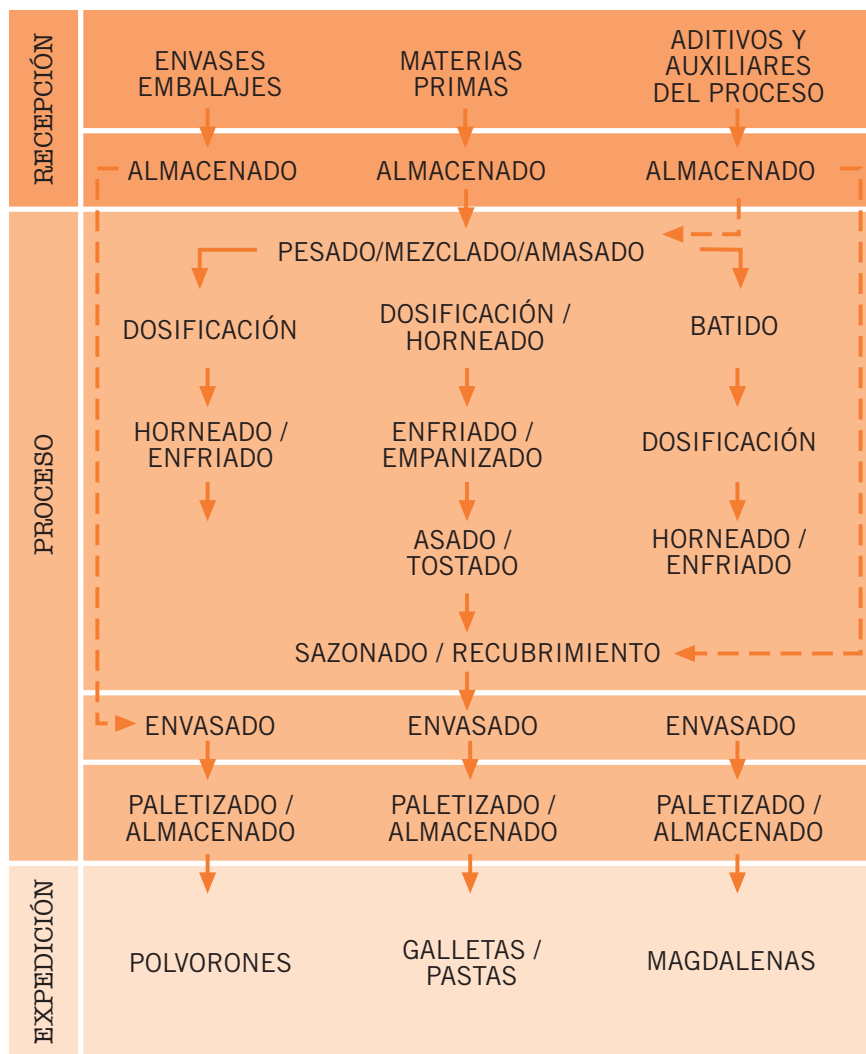 RECEPCIÓN
ENVASES
EMBALAJES
MATERIAS
PRIMAS
ADITIVOS Y
AUXILIARES
DEL PROCESO
ALMACENADO
ALMACENADO
ALMACENADO
PROCESO
PESADO/MEZCLADO/AMASADO
DOSIFICACIÓN
DOSIFICACIÓN /
HORNEADO
BATIDO
HORNEADO /
ENFRIADO
ENFRIADO /
EMPANIZADO
DOSIFICACIÓN
ASADO /
TOSTADO
HORNEADO /
ENFRIADO
SAZONADO / RECUBRIMIENTO
ENVASADO
ENVASADO
ENVASADO
PALETIZADO /
ALMACENADO
PALETIZADO /
ALMACENADO
PALETIZADO /
ALMACENADO
EXPEDICIÓN
POLVORONES
GALLETAS /
PASTAS
MAGDALENAS